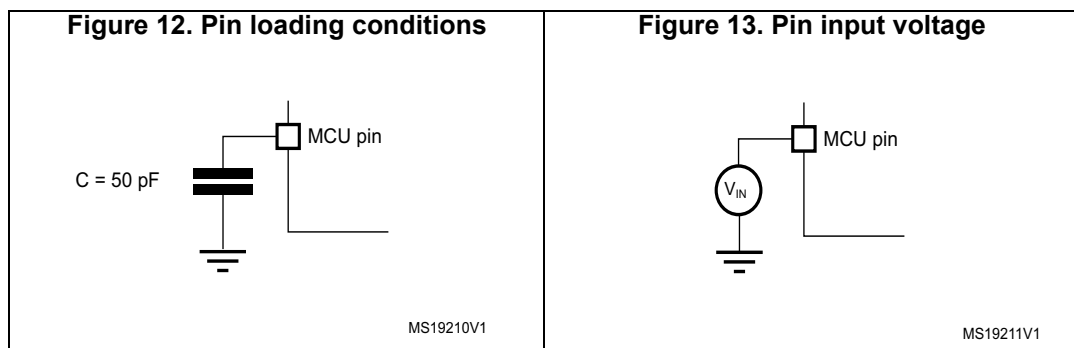 Figure 12. Pin loading conditions
Figure 13. Pin input voltage
MCU pin
C = 50 pF
MS19210V1
MCU pin
VIN
MS19211V1